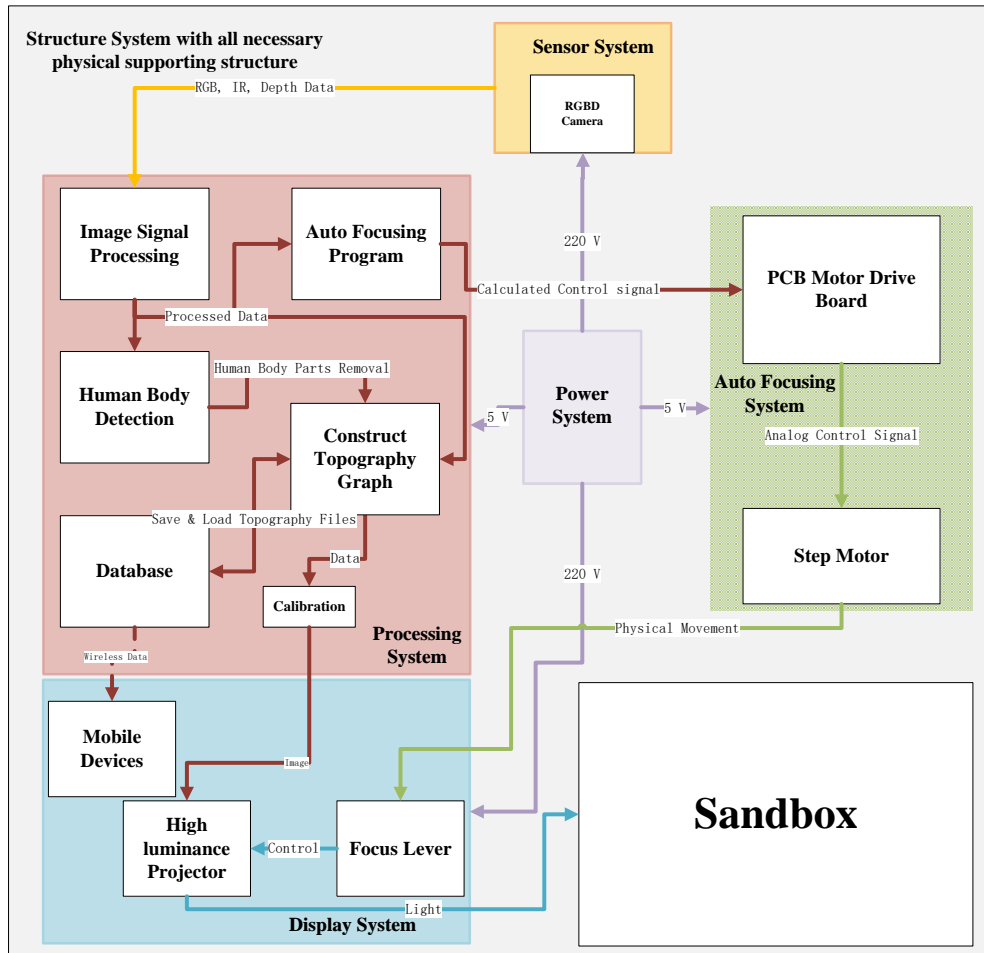 Structure System with all necessary
physical supporting structure
Sensor System
RGBD
Camera
RGB, IR, Depth Data
Image Signal
Processing
Auto Focusing
Program
220 V
PCB Motor Drive
Board
Calculated Control signal
Processed Data
Human Body
Detection
Human Body Parts Removal
Power
System
5 V
5 V
Auto Focusing
System
Construct
Topography
Graph
Analog Control Signal
Save & Load Topography Files
Database
Data
Step Motor
220 V
Calibration
Processing
System
Physical Movement
Wireless Data
Mobile
Devices
Image
High
luminance
Projector
Control
Focus Lever
Sandbox
Light
Display System